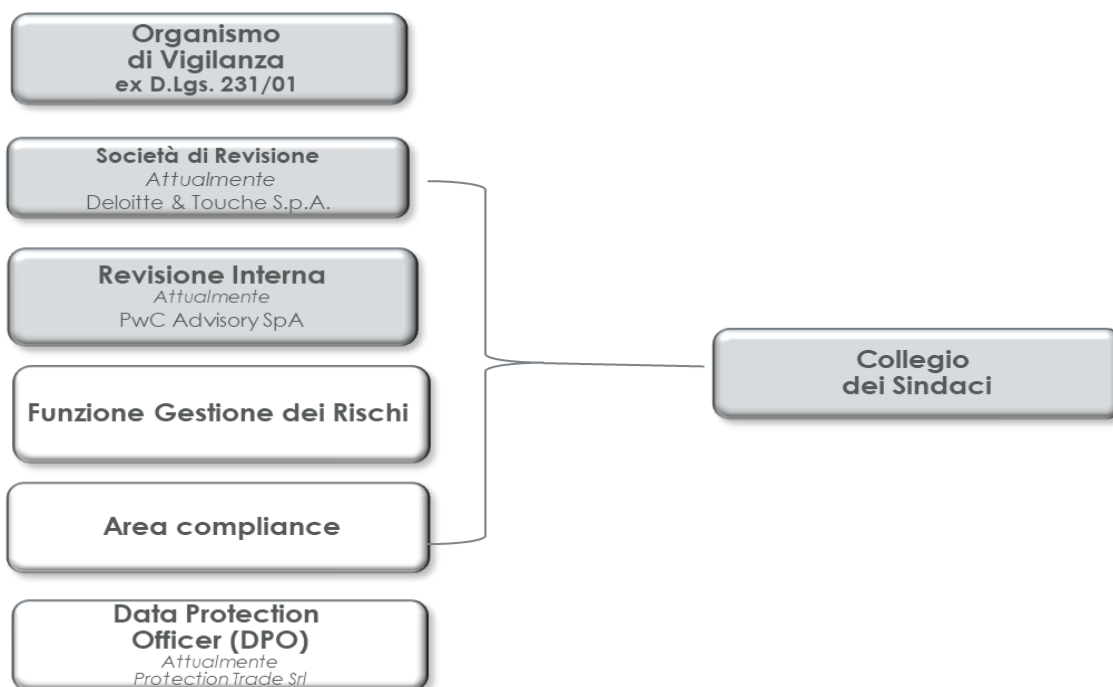 Organismo
di Vigilanza
ex D.Lgs. 231/01
Società di Revisione
Attualmente
Deloitte & Touche S.p.A.
Revisione Interna
Attualmente
PwC Advisory SpA
Funzione Gestione dei Rischi
Area compliance
Data Protection
Officer (DPO)
Attualmente
Protection Trade Srl
Collegio
dei Sindaci